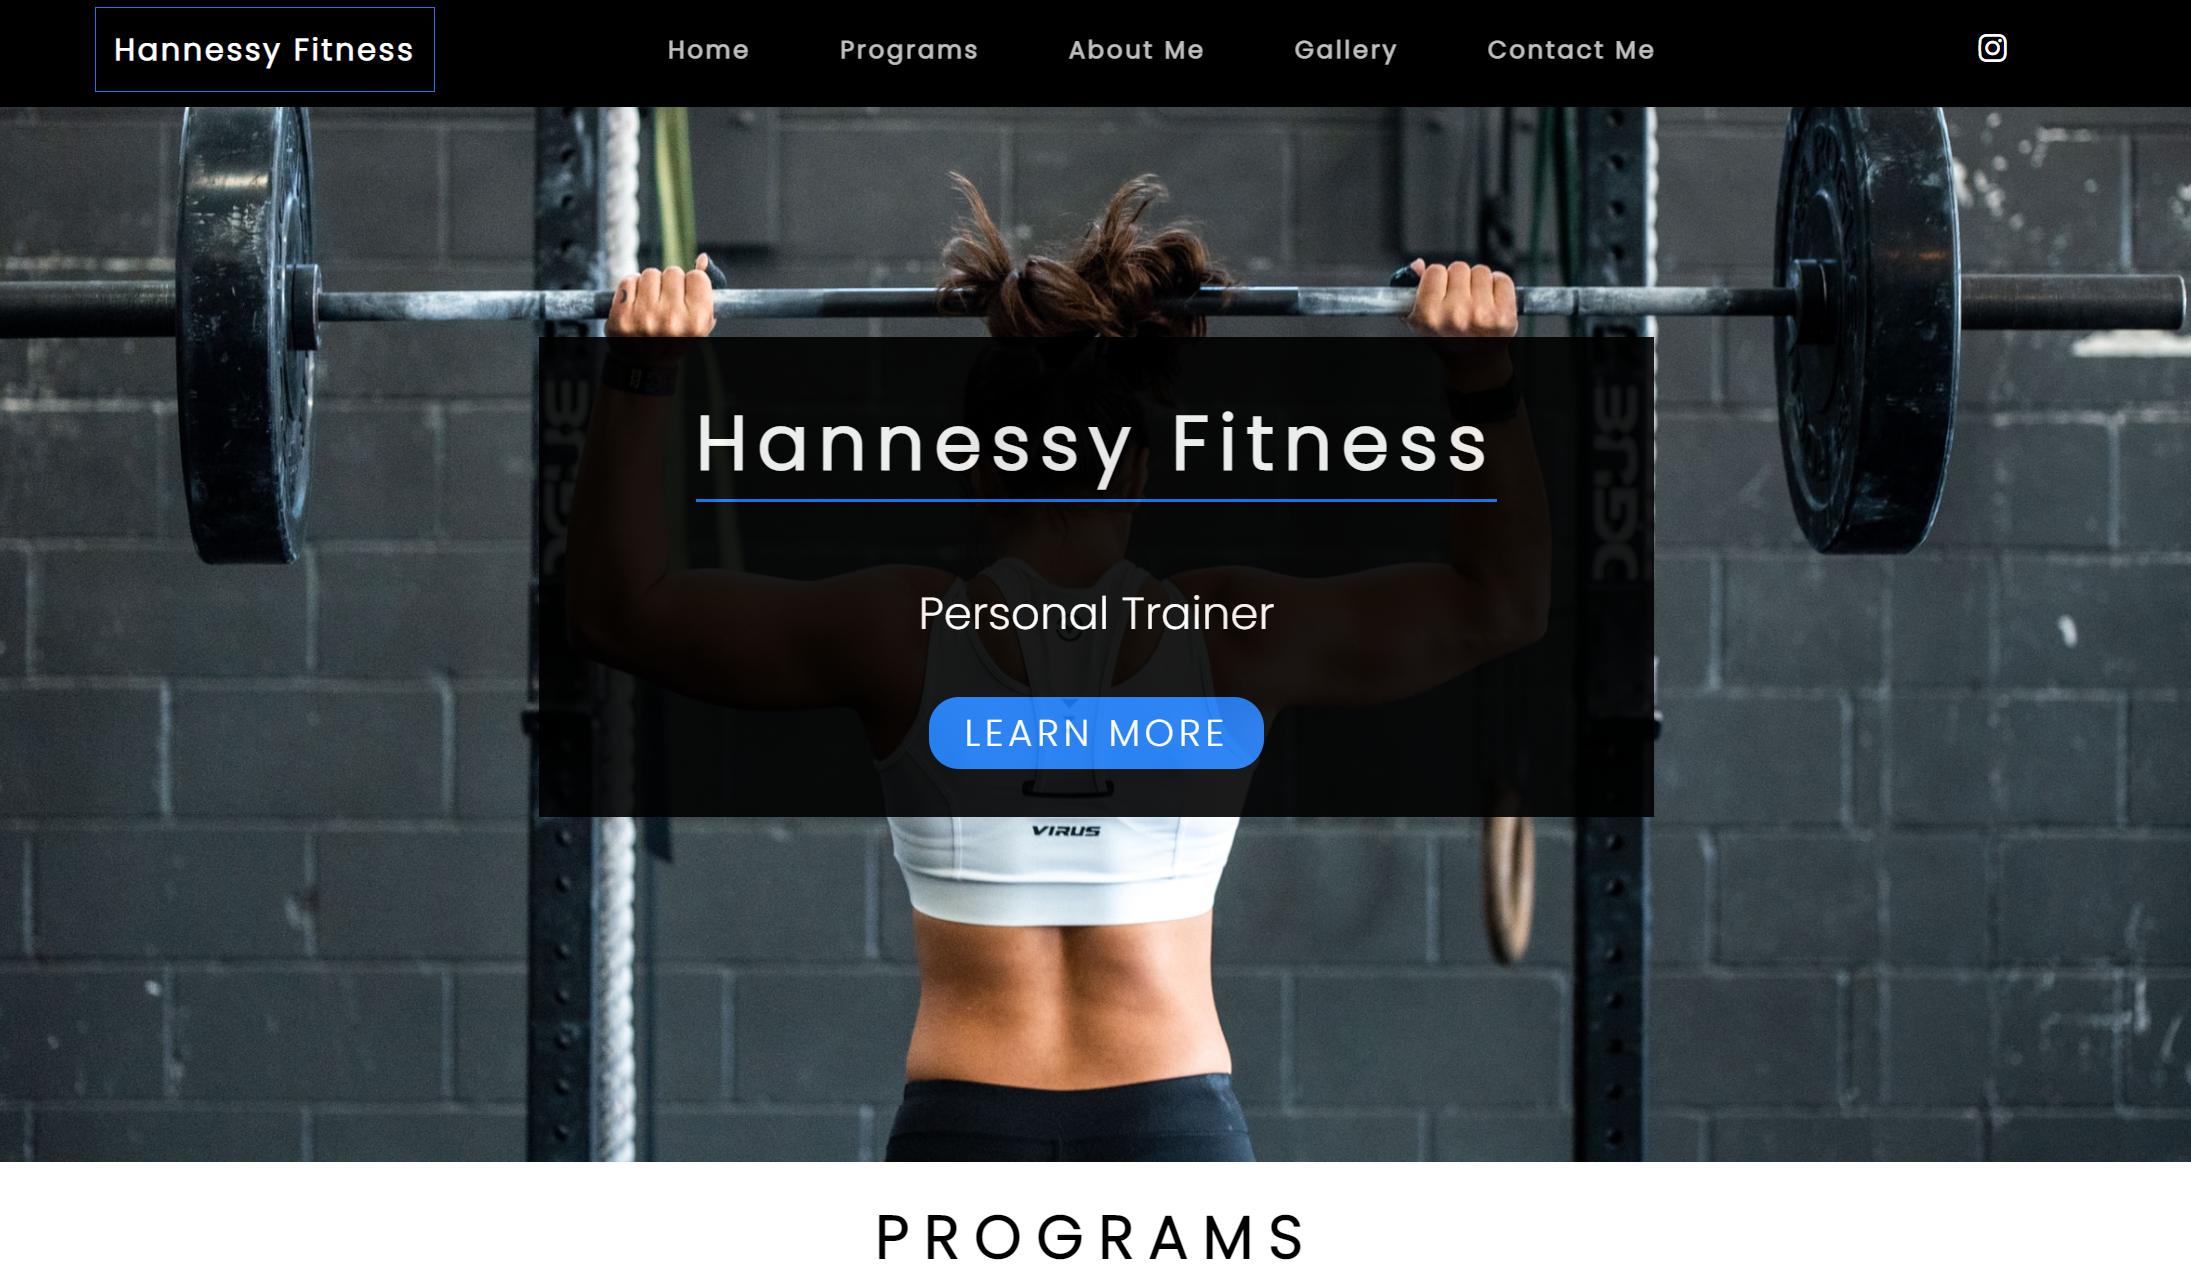 Hannessy Fitness
Home Programs About Me Gallery Contact Me
Hannessy Fitness
Personal Trainer
LEARN MORE
VIRUS
PROGRAMS